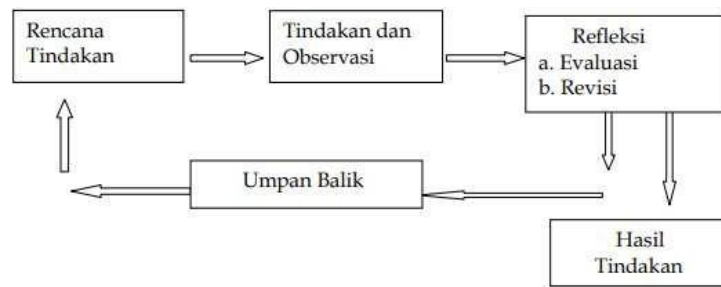 Rencana
Tindakan
Tindakan dan
Observasi
Refleksi
a. Evaluasi
b. Revisi
Umpan Balik
Hasil
Tindakan